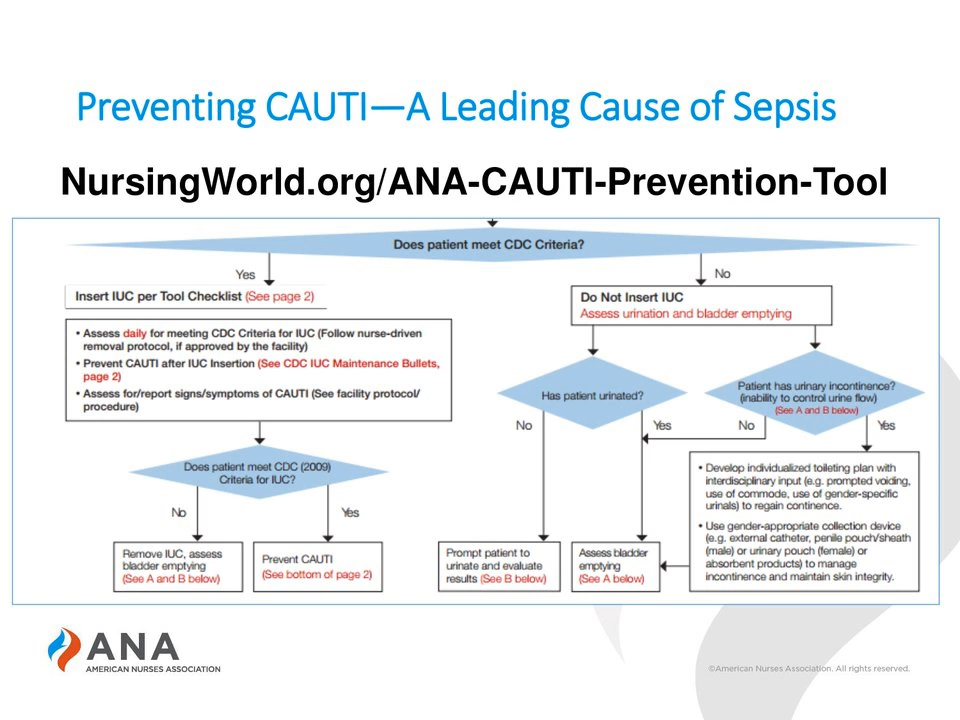 Preventing CAUTI—A Leading Cause of Sepsis
NursingWorld.org/ANA-CAUTI-Prevention-Tool
Does patient meet CDC Criteria?
Yes
No
Insert IUC per Tool Checklist (See page 2)
• Assess daily for meeting CDC Criteria for IUC (Follow nurse-driven
removal protocol, if approved by the facility)
• Prevent CAUTI after IUC Insertion (See CDC IUC Maintenance Bullets,
page 2)
• Assess for/report signs/symptoms of CAUTI (See facility protocol/
procedure)
Does patient meet CDC (2009)
Criteria for IUC?
No
Yes
Remove IUC, assess
bladder emptying
(See A and B below)
Prevent CAUTI
(See bottom of page 2)
Do Not Insert IUC
Assess urination and bladder emptying
Has patient urinated?
No
Yes
Patient has urinary incontinence?
(inability to control urine flow)
(See A and B below)
No
Yes
Prompt patient to
urinate and evaluate
results (See B below)
Assess bladder
emptying
(See A below)
• Develop individualized toileting plan with
interdisciplinary input (e.g. prompted voiding,
use of commode, use of gender-specific
urinals) to regain continence.
• Use gender-appropriate collection device
(e.g. external catheter, penile pouch/sheath
(male) or urinary pouch (female) or
absorbent products) to manage
incontinence and maintain skin integrity.
ANA
AMERICAN NURSES ASSOCIATION
©American Nurses Association. All rights reserved.